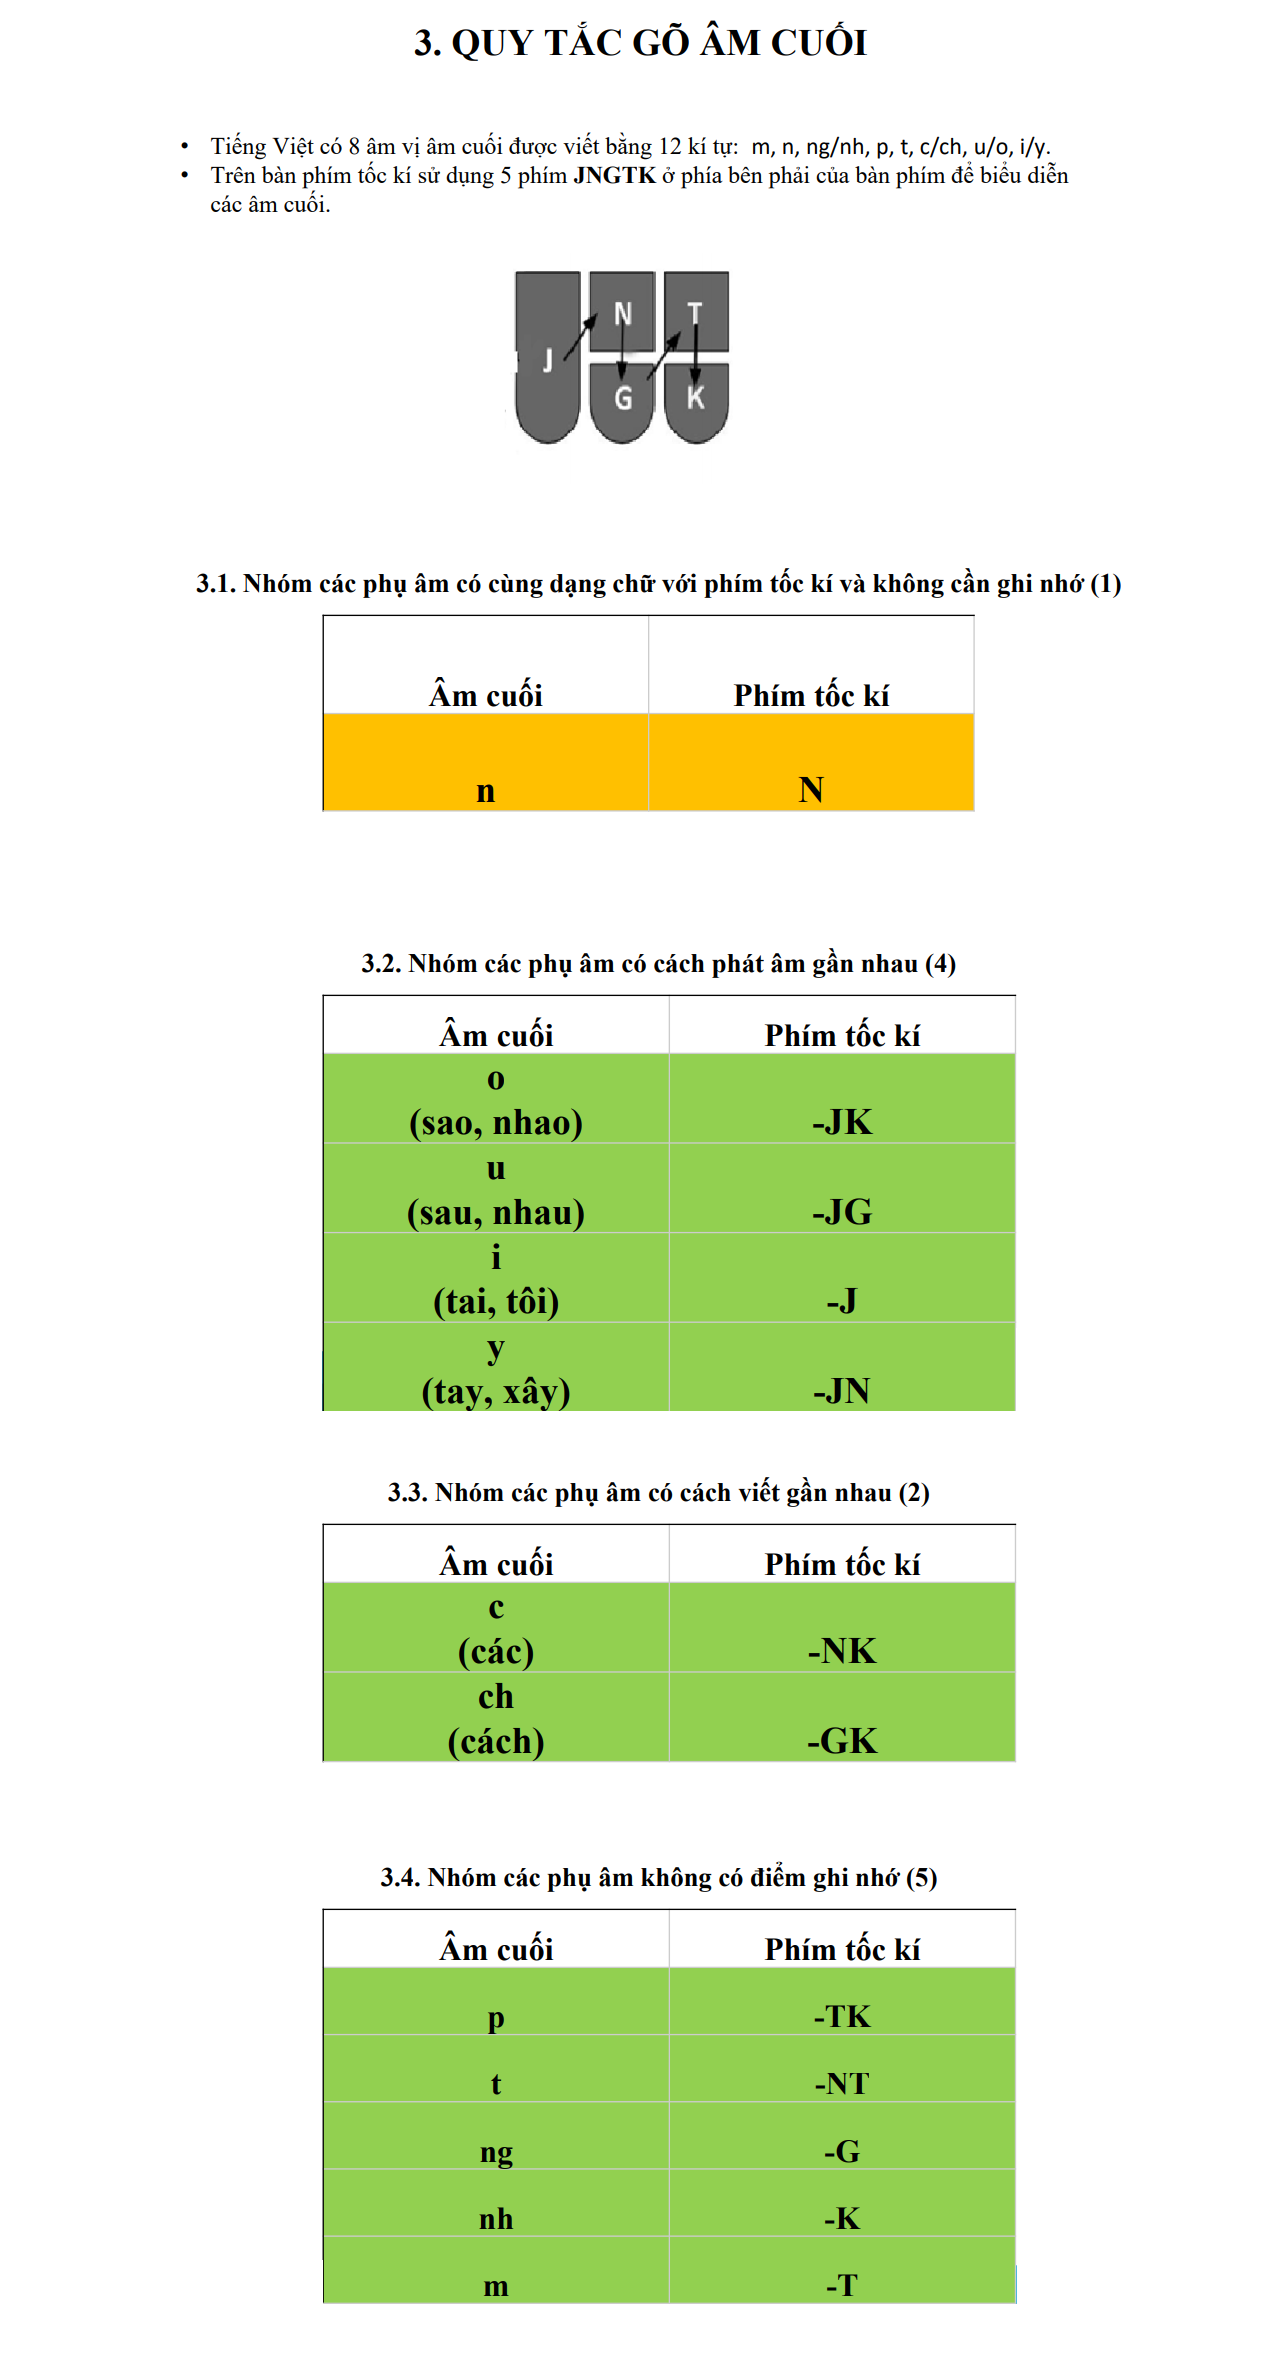 3. QUY TẮC GÕ ÂM CUỐI
• Tiếng Việt có 8 âm vị âm cuối được viết bằng 12 kí tự: m, n, ng/nh, p, t, c/ch, u/o, i/y.
• Trên bàn phím tốc kí sử dụng 5 phím JNGTK ở phía bên phải của bàn phím để biểu diễn
các âm cuối.
N T
J
G K
3.1. Nhóm các phụ âm có cùng dạng chữ với phím tốc kí và không cần ghi nhớ (1)
Âm cuối Phím tốc kí
n N
3.2. Nhóm các phụ âm có cách phát âm gần nhau (4)
Âm cuối Phím tốc kí
o
(sao, nhao) -JK
u
(sau, nhau) -JG
i
(tai, tôi) -J
y
(tay, xây) -JN
3.3. Nhóm các phụ âm có cách viết gần nhau (2)
Âm cuối Phím tốc kí
c
(các) -NK
ch
(cách) -GK
3.4. Nhóm các phụ âm không có điểm ghi nhớ (5)
Âm cuối Phím tốc kí
p -TK
t -NT
ng -G
nh -K
m -T